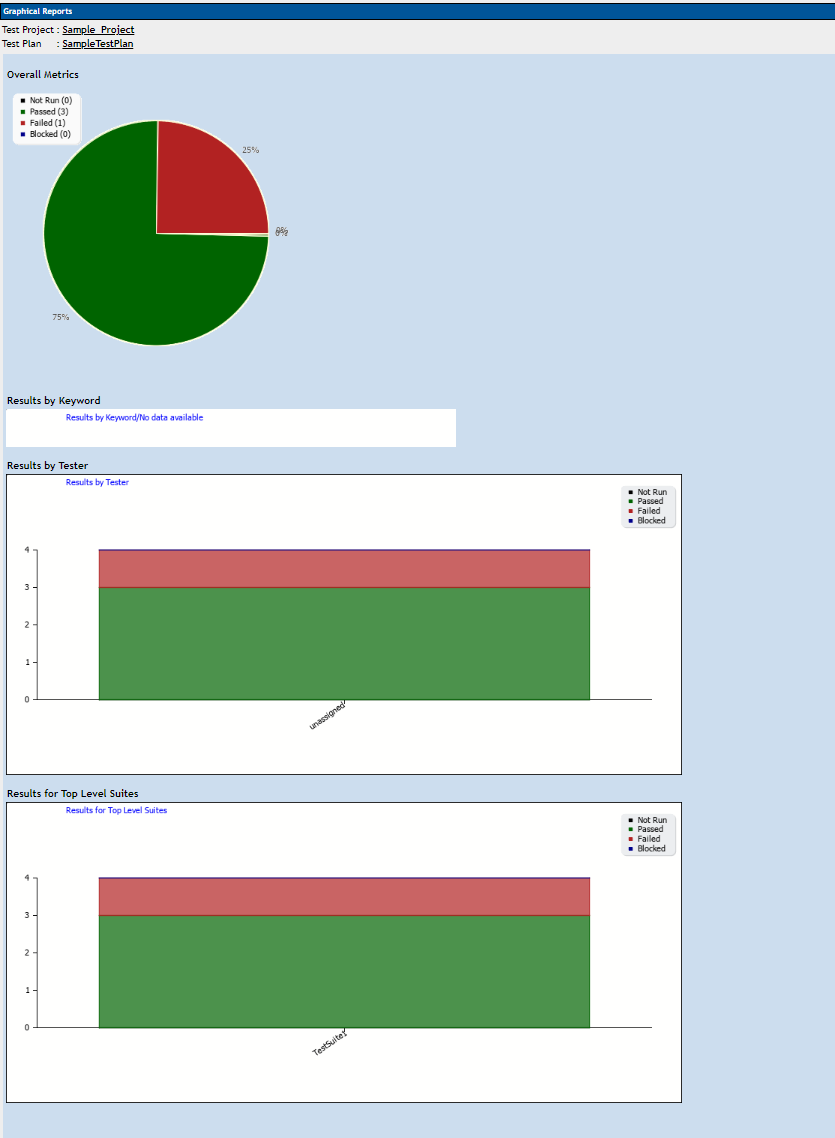 Graphical Reports
Test Project : Sample_Project
Test Plan : SampleTestPlan
Overall Metrics
Not Run (0)
Passed (3)
Failed (1)
Blocked (0)
25%
0%
0%
75%
Results by Keyword
Results by Keyword/No data available
Results by Tester
Results by Tester
Not Run
Passed
Failed
Blocked
4
3
2
1
0
unassigned
Results for Top Level Suites
Results for Top Level Suites
Not Run
Passed
Failed
Blocked
4
3
2
1
0
TestSuite1